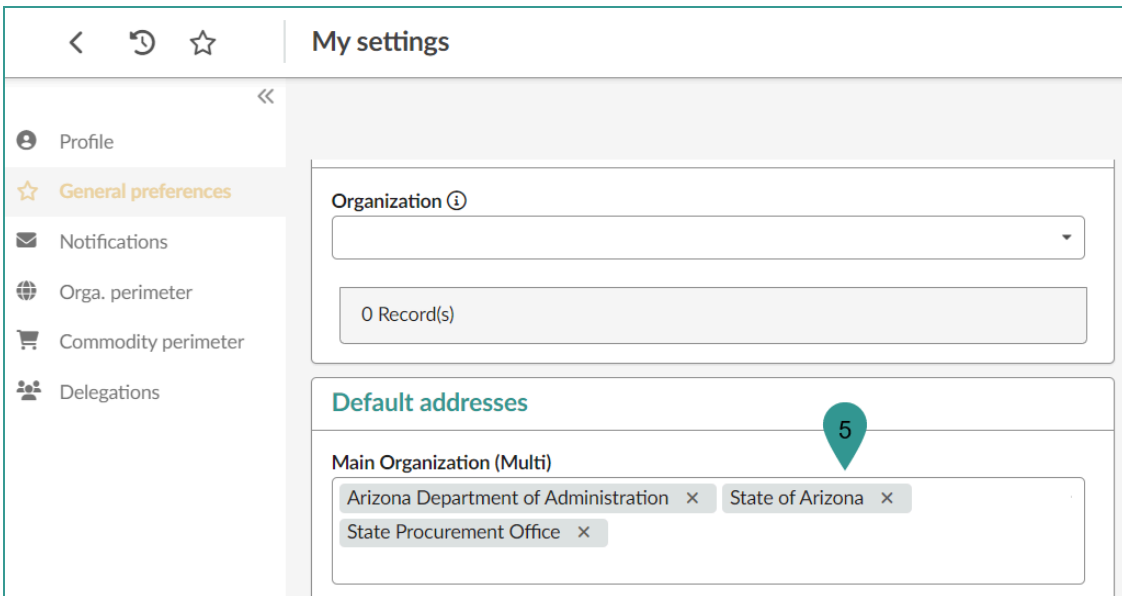 My settings
Profile
General preferences
Notifications
Orga. perimeter
Commodity perimeter
Delegations
Organization
0 Record(s)
Default addresses
5
Main Organization (Multi)
Arizona Department of Administration × State of Arizona ×
State Procurement Office ×